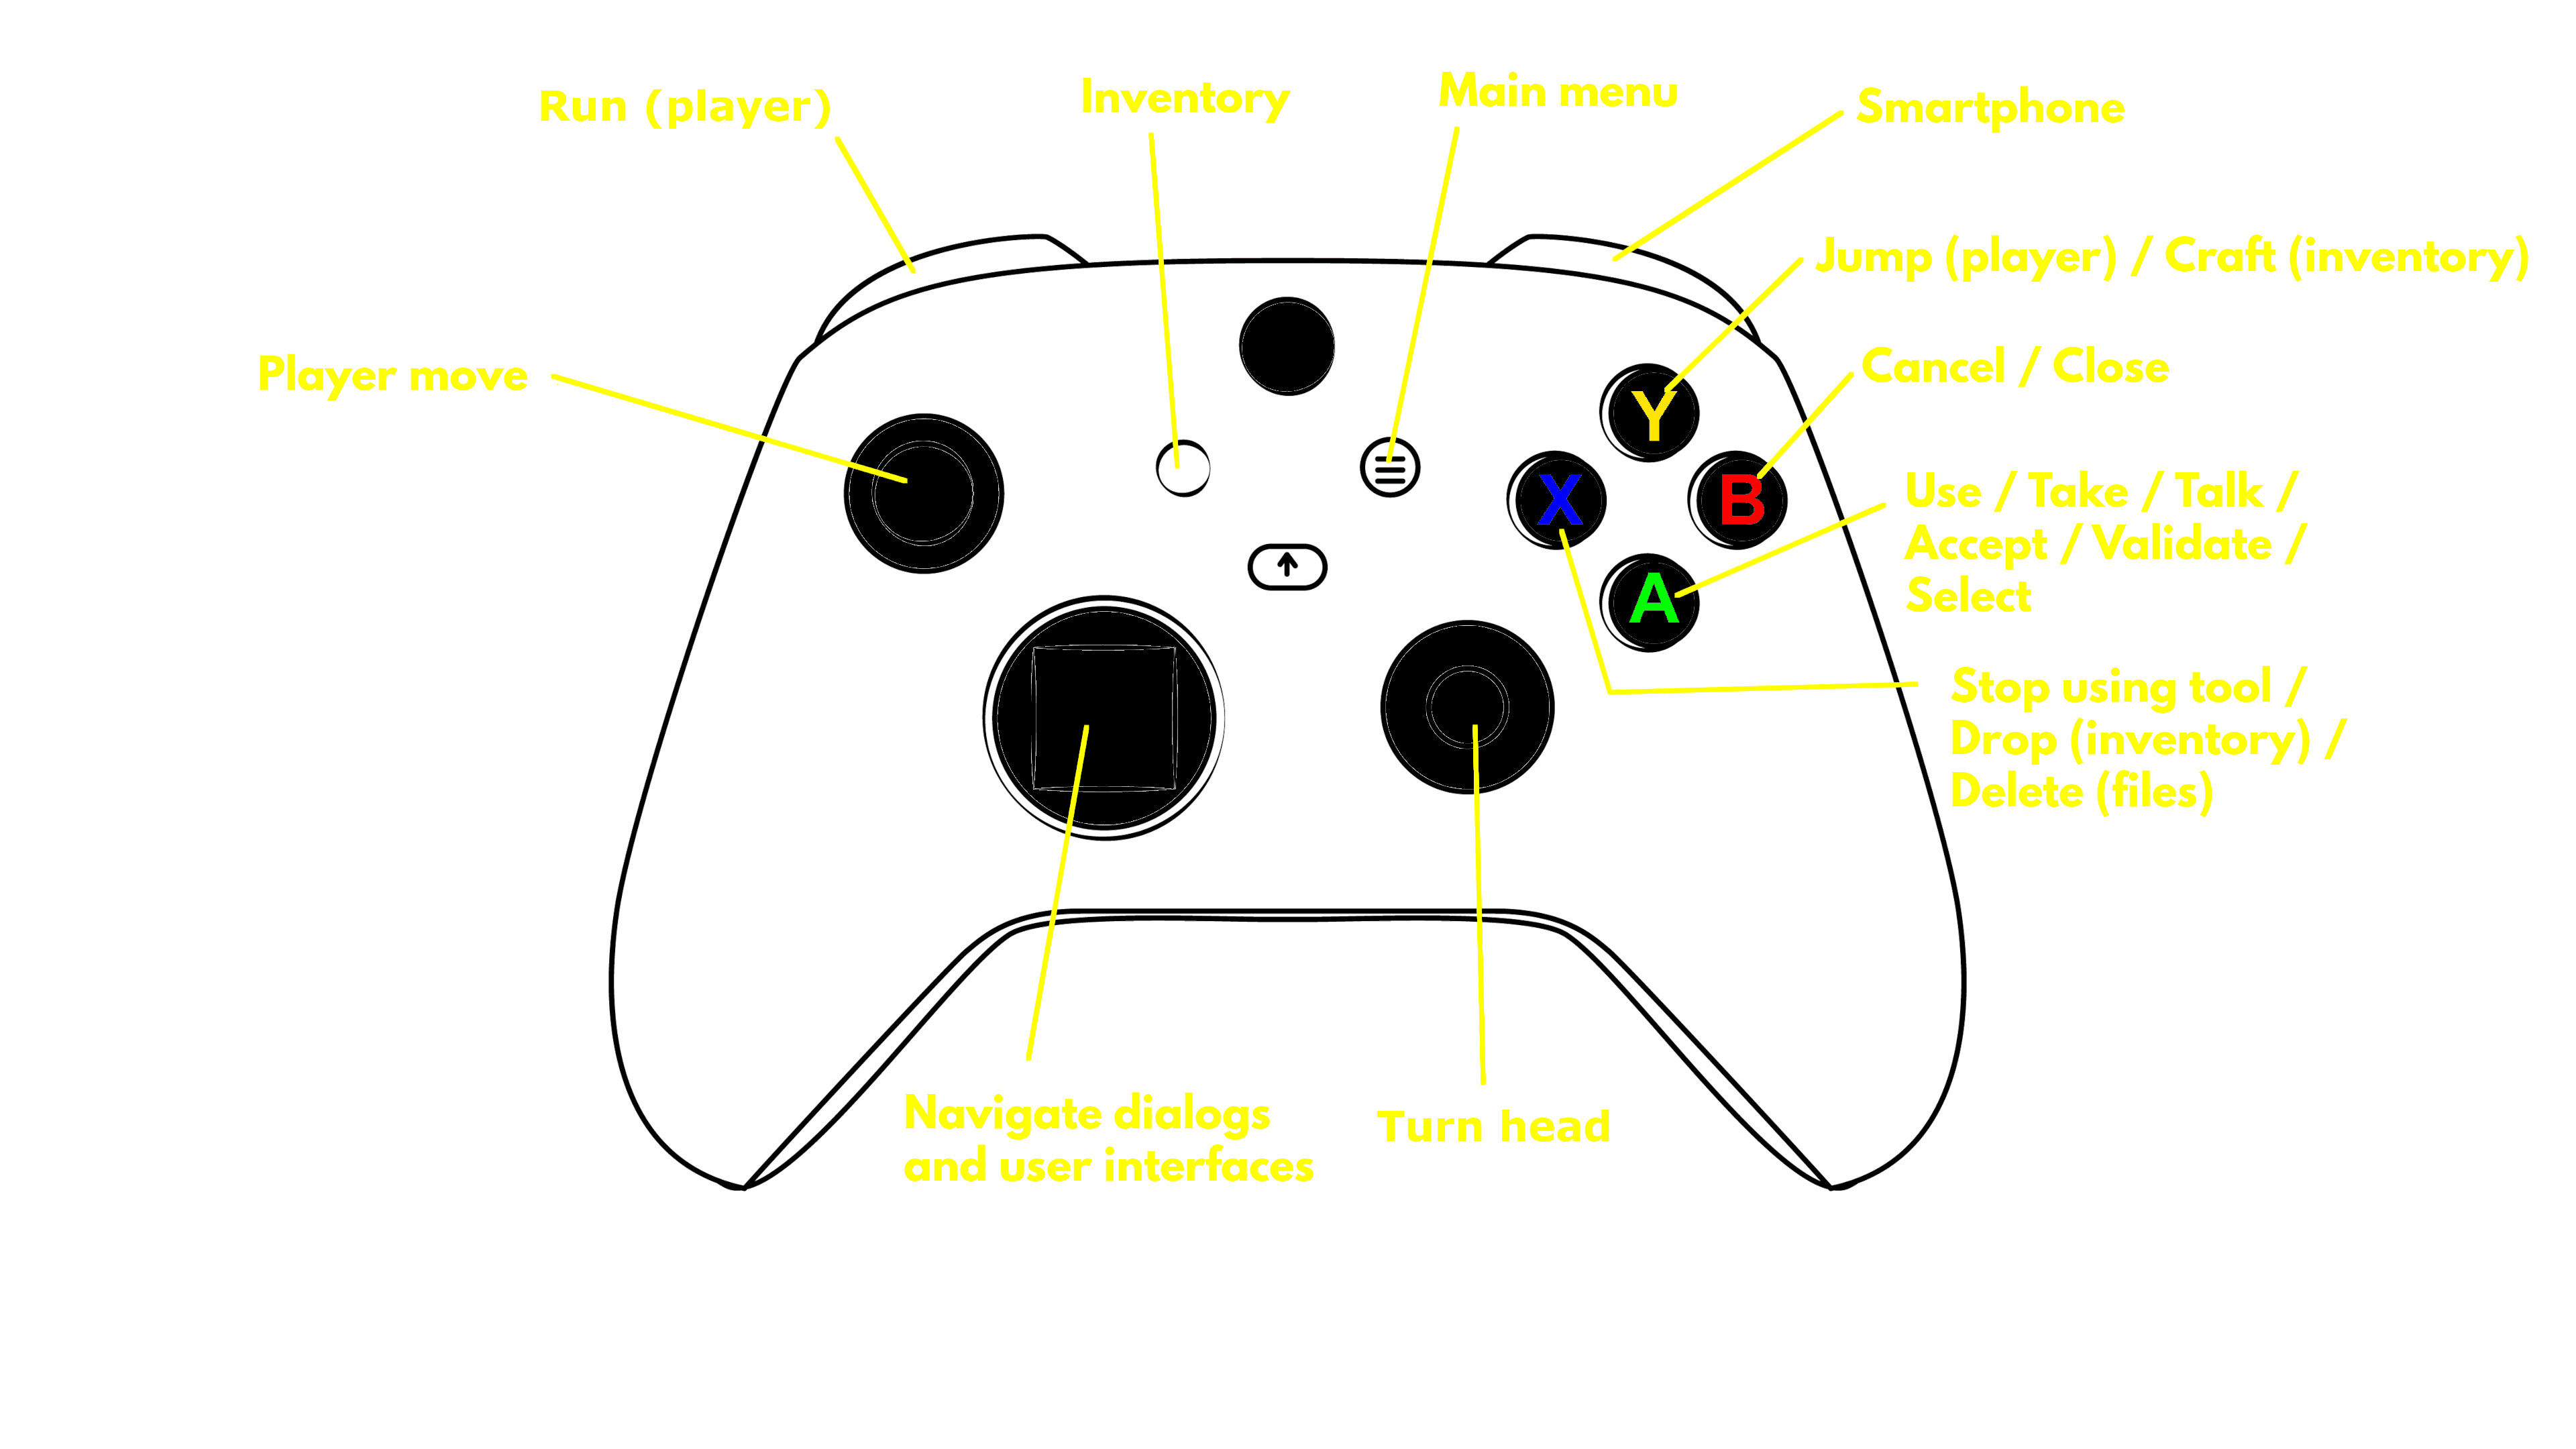 Run (player)
Inventory
Main menu
Smartphone
Jump (player) / Craft (inventory)
Player move
Cancel / Close
Y
X
B
A
Use / Take / Talk /
Accept / Validate /
Select
Stop using tool /
Drop (inventory) /
Delete (files)
Navigate dialogs
and user interfaces
Turn head